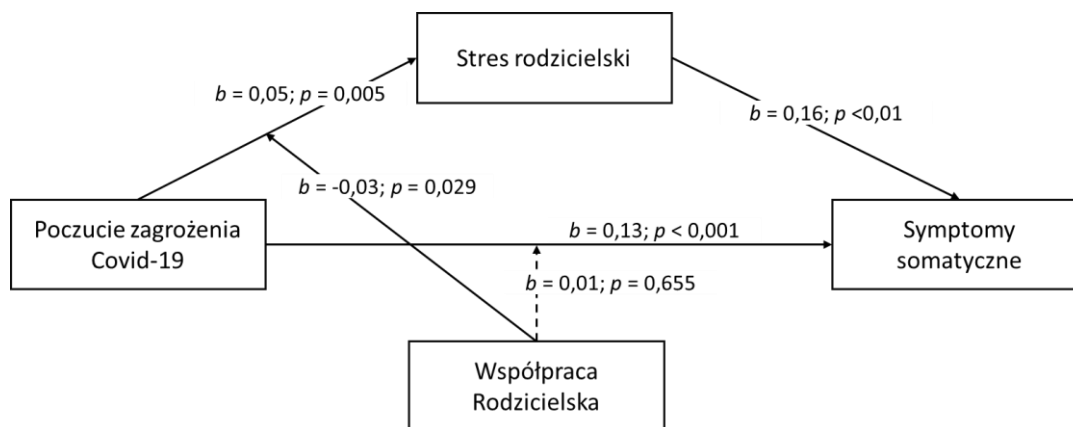 Stres rodzicielski
b = 0,05; p = 0,005
b = 0,16; p <0,01
b = -0,03; p = 0,029
Poczucie zagrożenia
Covid-19
b = 0,13; p < 0,001
Symptomy
somatyczne
b = 0,01; p = 0,655
Współpraca
Rodzicielska